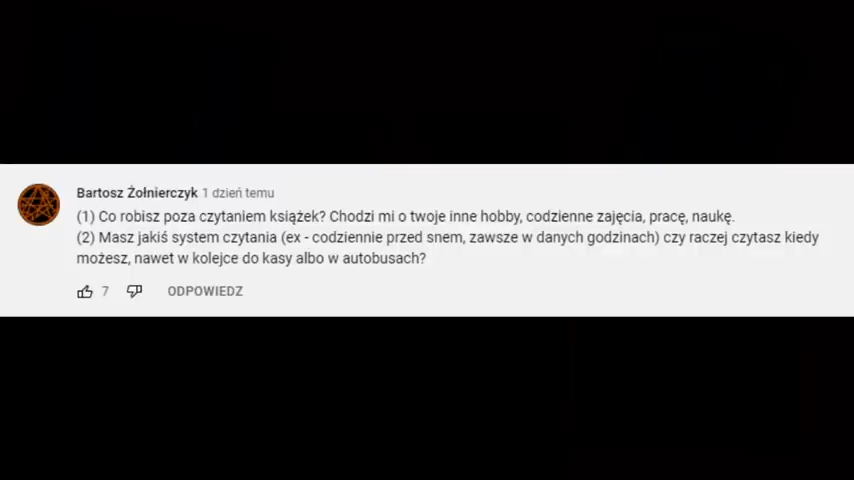 Bartosz Żołnierczyk 1 dzień temu
(1) Co robisz poza czytaniem książek? Chodzi mi o twoje inne hobby, codzienne zajęcia, pracę, naukę.
(2) Masz jakiś system czytania (ex - codziennie przed snem, zawsze w danych godzinach) czy raczej czytasz kiedy
możesz, nawet w kolejce do kasy albo w autobusach?
7 ODPOWIEDZ